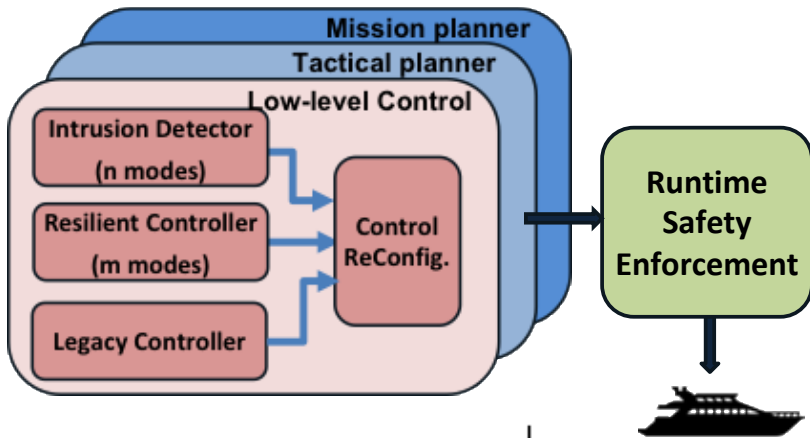 Mission planner
Tactical planner
Low-level Control
Intrusion Detector
(n modes)
Resilient Controller
(m modes)
Legacy Controller
Control
ReConfig.
Runtime
Safety
Enforcement